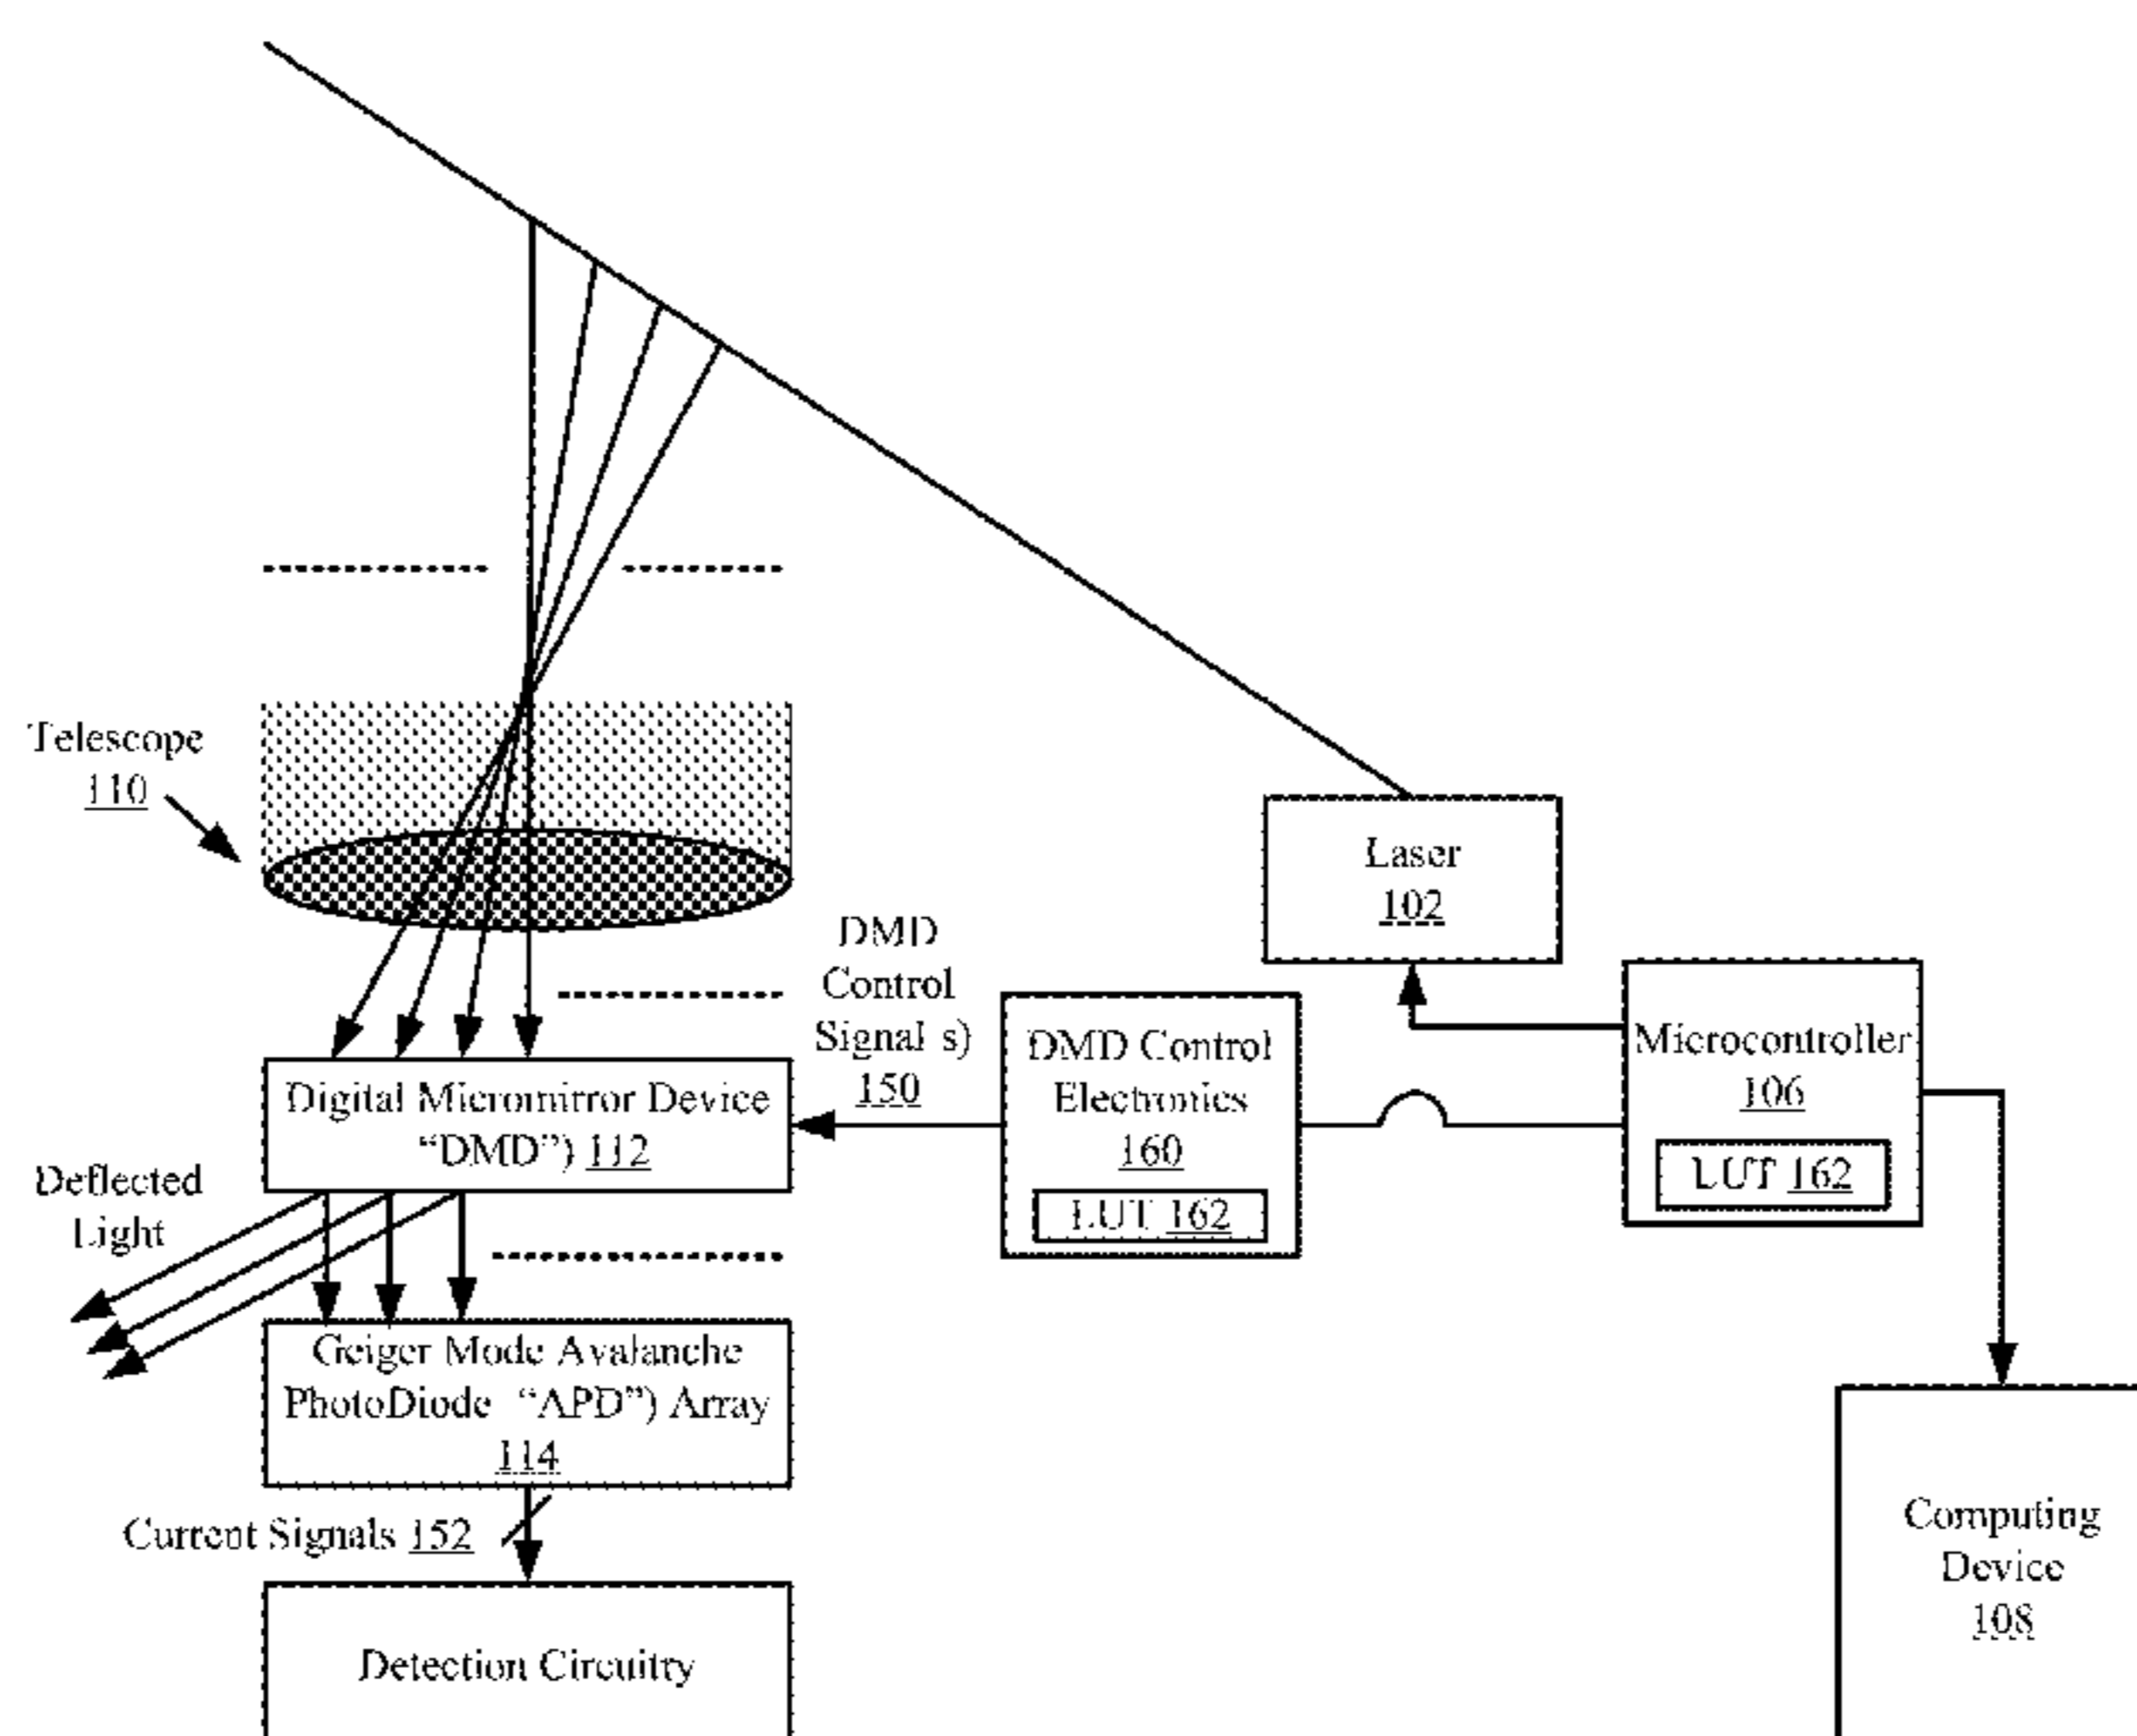 Telescope
110
Laser
102
DMD
Control
Signal s)
150
DMD Control
Electronics
160
LUT 162
Microcontroller
106
LUT 162
Digital Micromirror Device
“DMD”) 112
Deflected
Light
Geiger Mode Avalanche
PhotoDiode “APD”) Array
114
Current Signals 152
Detection Circuitry
Computing
Device
108